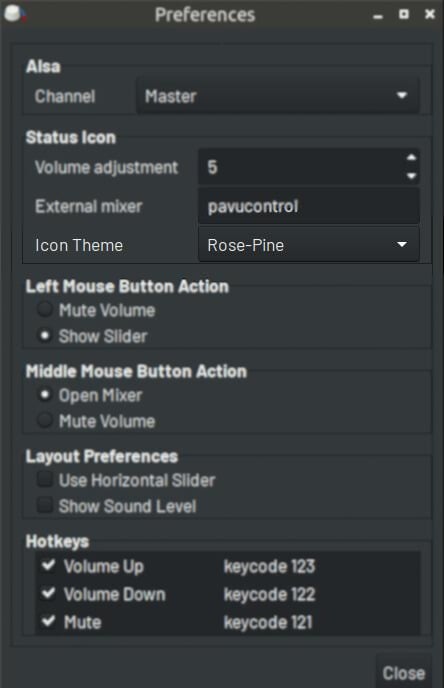 Preferences
Alsa
Channel Master
Status Icon
Volume adjustment 5
External mixer pavucontrol
Icon Theme Rose-Pine
Left Mouse Button Action
Mute Volume
Show Slider
Middle Mouse Button Action
Open Mixer
Mute Volume
Layout Preferences
Use Horizontal Slider
Show Sound Level
Hotkeys
Volume Up keycode 123
Volume Down keycode 122
Mute keycode 121
Close